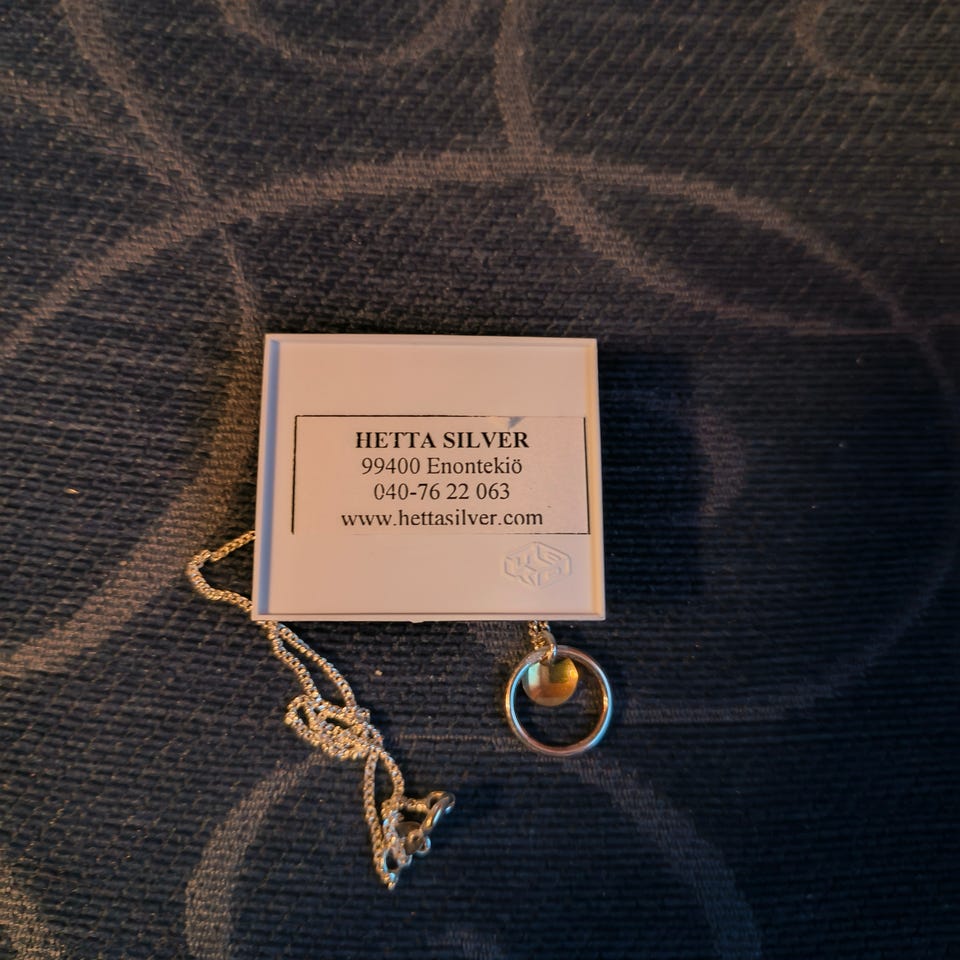 HETTA SILVER
99400 Enontekiö
040-76 22 063
www.hettasilver.com